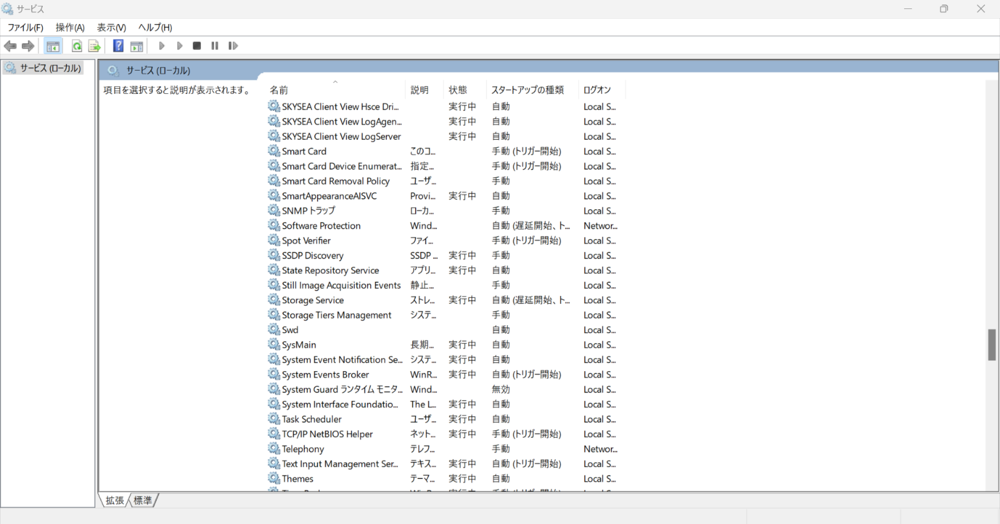 サービス
ファイル(F) 操作(A) 表示(V) ヘルプ(H)
サービス (ローカル)
サービス (ローカル)
項目を選択すると説明が表示されます。
名前 説明 状態 スタートアップの種類 ログオン
SKYSEA Client View Hsce Dri... 実行中 自動 Local S...
SKYSEA Client View LogAgen... 実行中 自動 Local S...
SKYSEA Client View LogServer 実行中 自動 Local S...
Smart Card このコ... 手動 (トリガー開始) Local S...
Smart Card Device Enumerat... 指定... 手動 (トリガー開始) Local S...
Smart Card Removal Policy ユーザ... 手動 Local S...
SmartAppearanceAISVC Provi... 実行中 自動 Local S...
SNMP トラップ ローカ... 手動 Local S...
Software Protection Wind... 自動 (遅延開始、ト... Networ...
Spot Verifier ファイ... 手動 (トリガー開始) Local S...
SSDP Discovery SSDP ... 実行中 手動 Local S...
State Repository Service アプリ... 実行中 自動 Local S...
Still Image Acquisition Events 静止... 手動 Local S...
Storage Service ストレ... 実行中 自動 (遅延開始、ト... Local S...
Storage Tiers Management システ... 手動 Local S...
Swd 自動 Local S...
SysMain 長期... 実行中 自動 Local S...
System Event Notification Se... システ... 実行中 自動 Local S...
System Events Broker WinR... 実行中 自動 (トリガー開始) Local S...
System Guard ランタイム モニタ... Wind... 無効 Local S...
System Interface Foundatio... The L... 実行中 自動 Local S...
Task Scheduler ユーザ... 実行中 自動 Local S...
TCP/IP NetBIOS Helper ネット... 実行中 手動 (トリガー開始) Local S...
Telephony テレフ... 手動 Networ...
Text Input Management Ser... テキス... 実行中 自動 (トリガー開始) Local S...
Themes テーマ... 実行中 自動 Local S...
拡張 標準